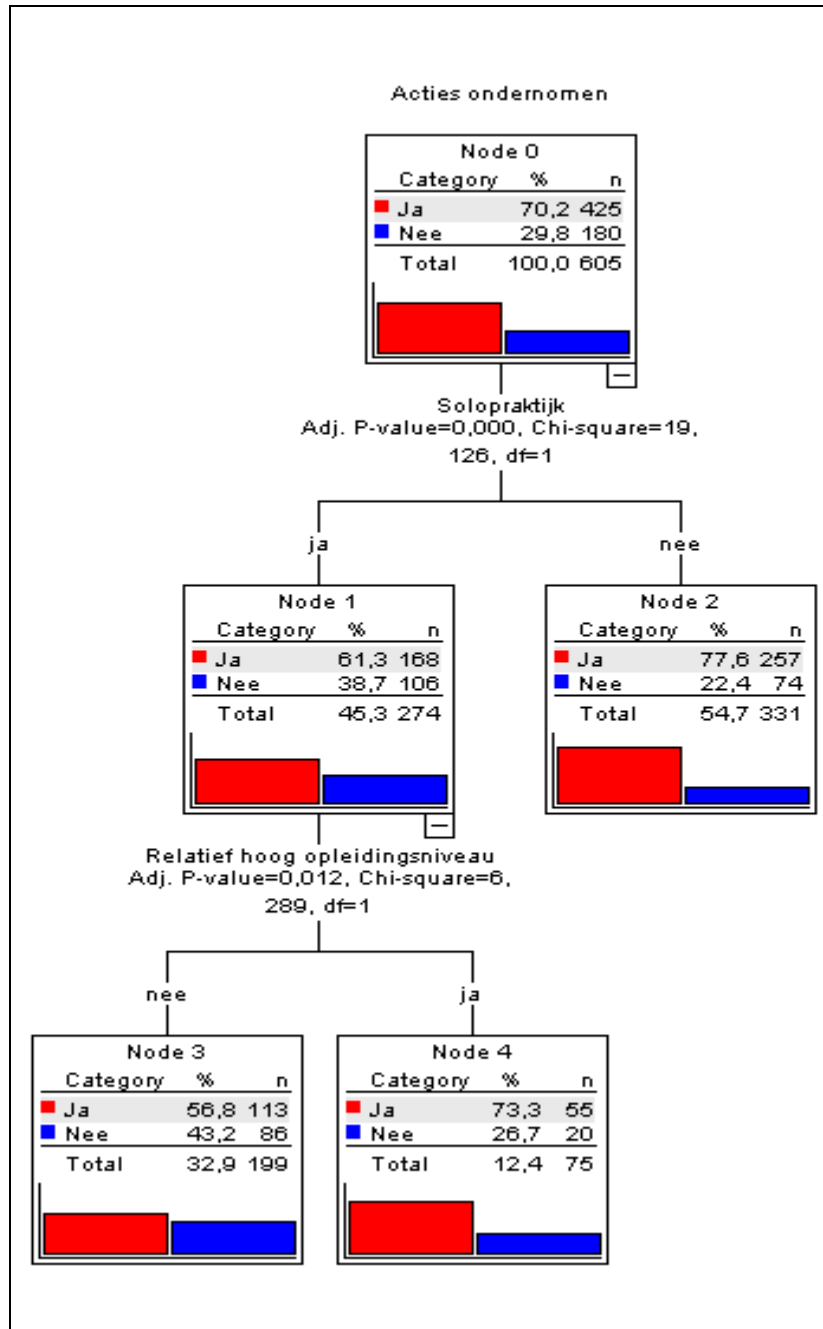 Acties ondernomen
Node 0
Category % n
Ja 70,2 425
Nee 29,8 180
Total 100,0 605
Solopraktijk
Adj. P-value=0,000, Chi-square=19,
126, df=1
ja
nee
Node 1
Category % n
Ja 61,3 168
Nee 38,7 106
Total 45,3 274
Node 2
Category % n
Ja 77,6 257
Nee 22,4 74
Total 54,7 331
Relatief hoog opleidingsniveau
Adj. P-value=0,012, Chi-square=6,
289, df=1
nee
ja
Node 3
Category % n
Ja 56,8 113
Nee 43,2 86
Total 32,9 199
Node 4
Category % n
Ja 73,3 55
Nee 26,7 20
Total 12,4 75